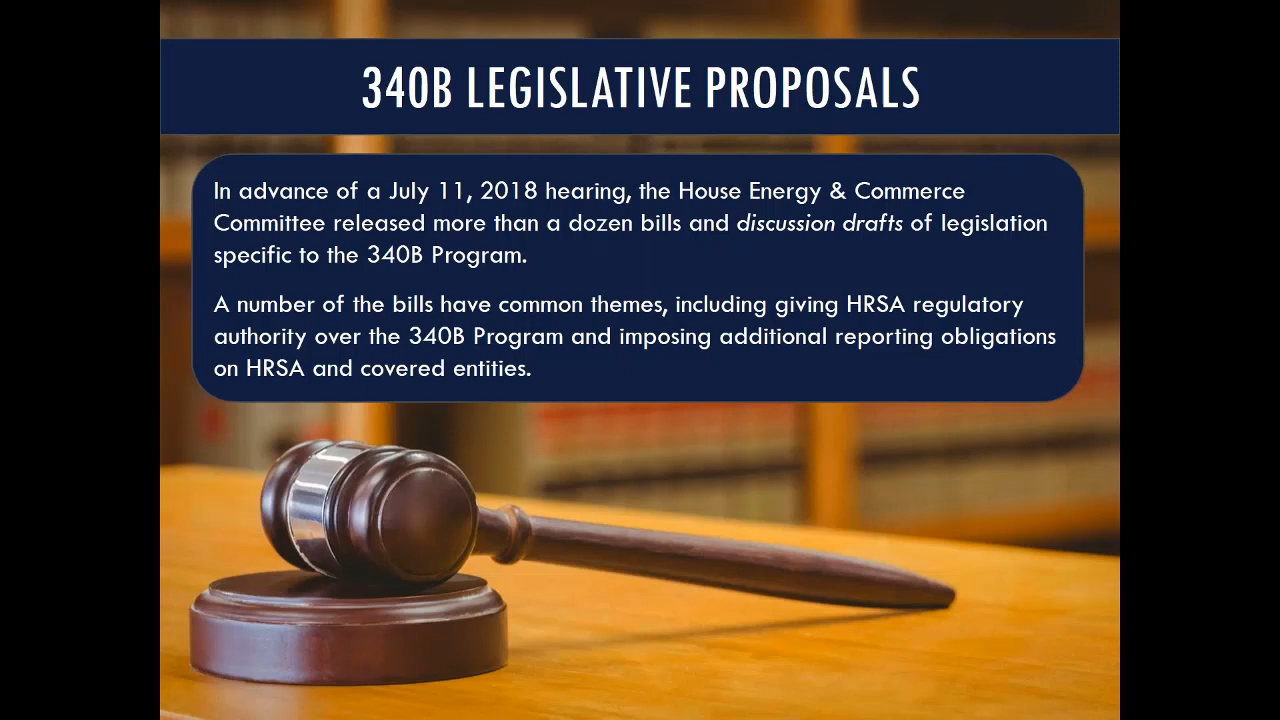 340B LEGISLATIVE PROPOSALS
In advance of a July 11, 2018 hearing, the House Energy & Commerce
Committee released more than a dozen bills and discussion drafts of legislation
specific to the 340B Program.
A number of the bills have common themes, including giving HRSA regulatory
authority over the 340B Program and imposing additional reporting obligations
on HRSA and covered entities.